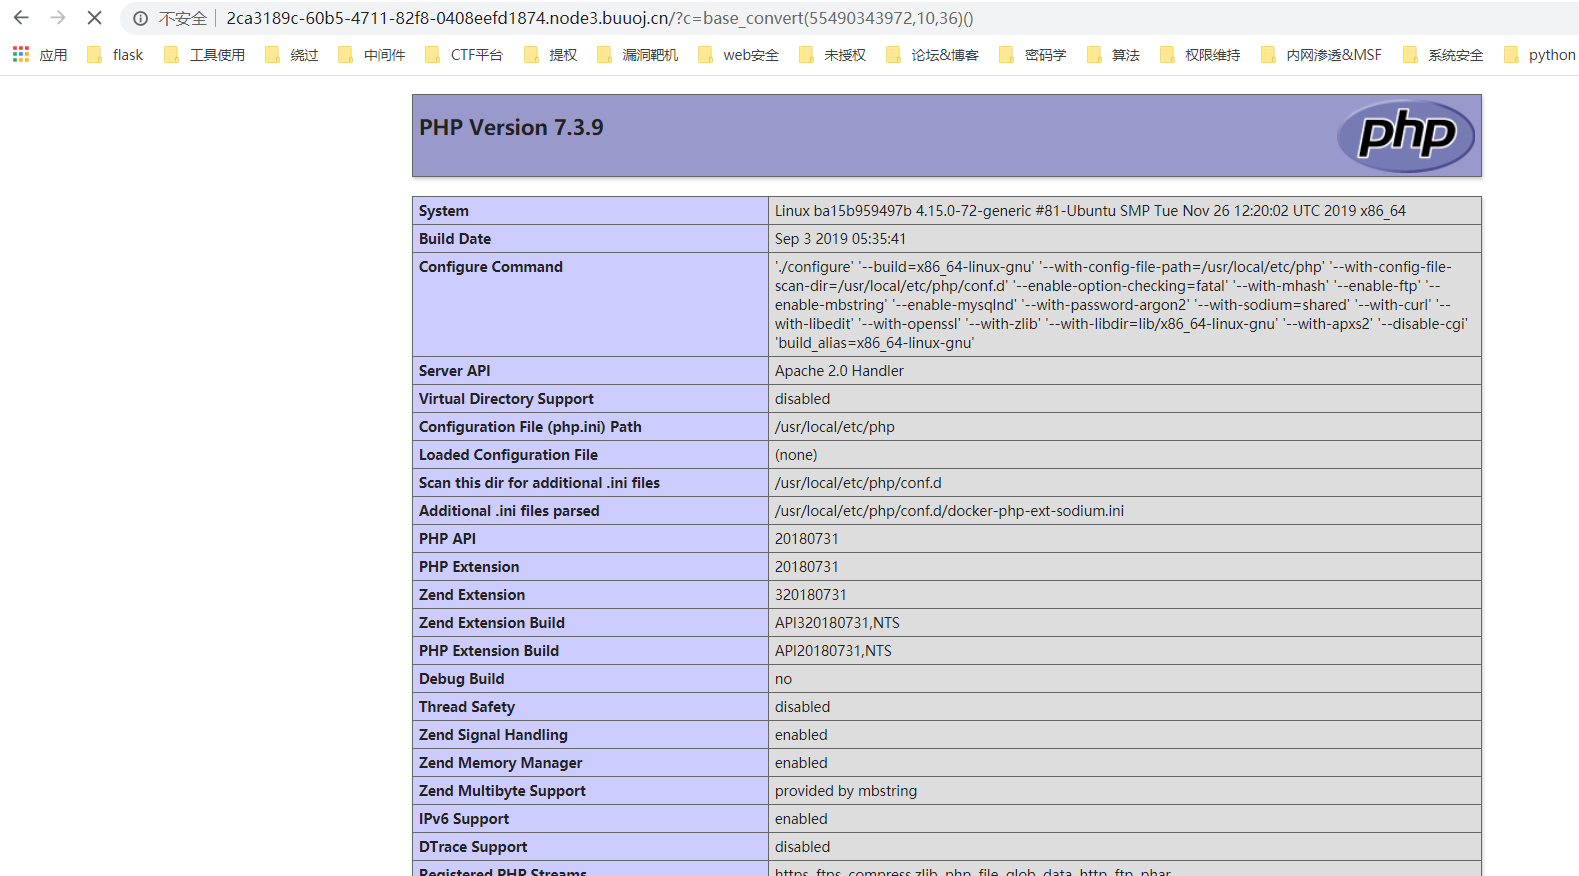 不安全 2ca3189c-60b5-4711-82f8-0408eefd1874.node3.buuoj.cn/?c=base_convert(55490343972,10,36)()
应用 flask 工具使用 绕过 中间件 CTF平台 提权 漏洞靶机 web安全 未授权 论坛&博客 密码学 算法 权限维持 内网渗透&MSF 系统安全 python
PHP Version 7.3.9
php
System Linux ba15b959497b 4.15.0-72-generic #81-Ubuntu SMP Tue Nov 26 12:20:02 UTC 2019 x86_64
Build Date Sep 3 2019 05:35:41
Configure Command './configure' '--build=x86_64-linux-gnu' '--with-config-file-path=/usr/local/etc/php' '--with-config-file-
scan-dir=/usr/local/etc/php/conf.d' '--enable-option-checking=fatal' '--with-mhash' '--enable-ftp' '--
enable-mbstring' '--enable-mysqlnd' '--with-password-argon2' '--with-sodium=shared' '--with-curl' '--
with-libedit' '--with-openssl' '--with-zlib' '--with-libdir=lib/x86_64-linux-gnu' '--with-apxs2' '--disable-cgi'
'build_alias=x86_64-linux-gnu'
Server API Apache 2.0 Handler
Virtual Directory Support disabled
Configuration File (php.ini) Path /usr/local/etc/php
Loaded Configuration File (none)
Scan this dir for additional .ini files /usr/local/etc/php/conf.d
Additional .ini files parsed /usr/local/etc/php/conf.d/docker-php-ext-sodium.ini
PHP API 20180731
PHP Extension 20180731
Zend Extension 320180731
Zend Extension Build API320180731,NTS
PHP Extension Build API20180731,NTS
Debug Build no
Thread Safety disabled
Zend Signal Handling enabled
Zend Memory Manager enabled
Zend Multibyte Support provided by mbstring
IPv6 Support enabled
DTrace Support disabled
Registered PHP Streams https, ftps, compress.zlib, php, file, glob, data, http, ftp, phar